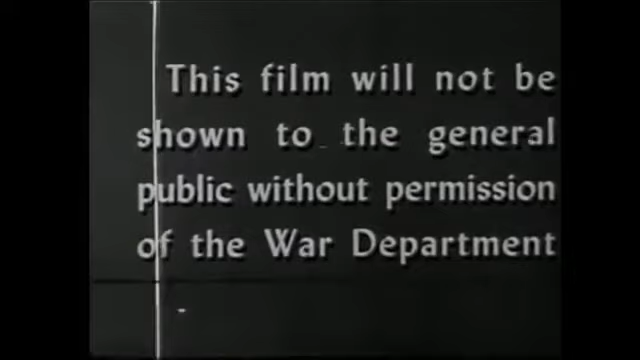 This film will not be
shown to the general
public without permission
of the War Department